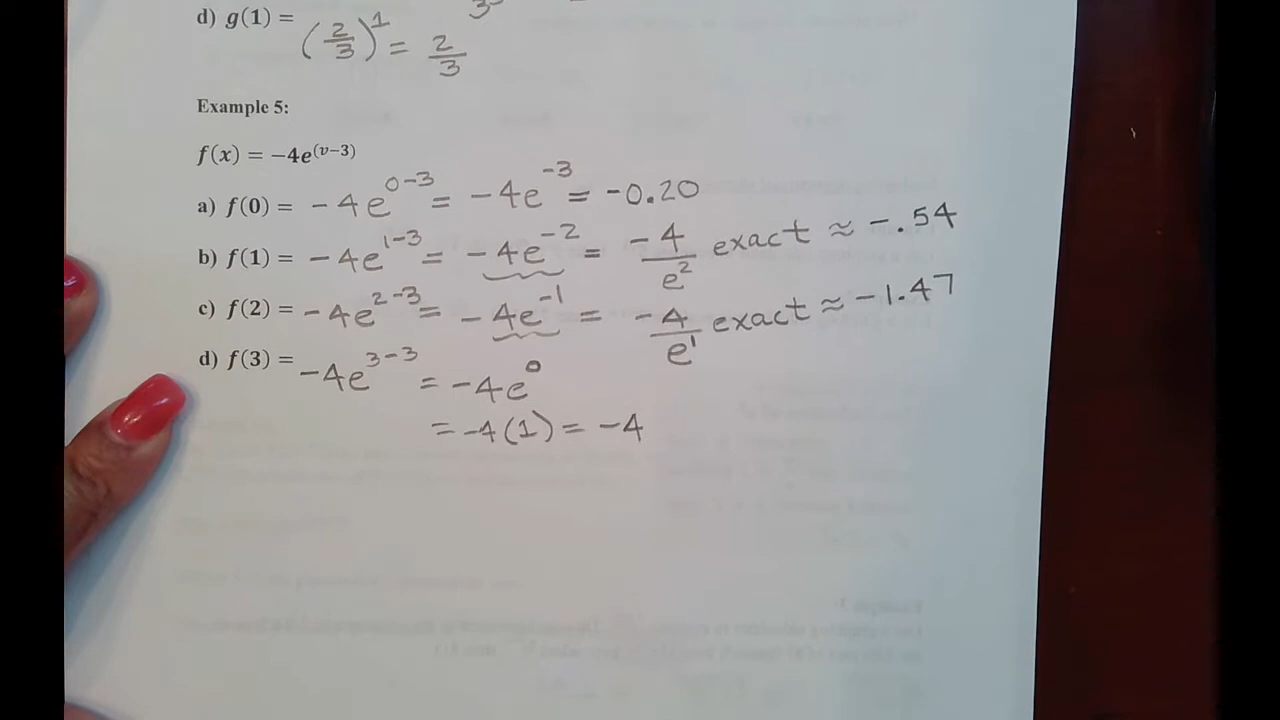 d) g(1) = (2/3)^1 = 2/3
Example 5:
f(x) = −4e^(v−3)
a) f(0) = -4e^0-3 = -4e^-3 = -0.20
b) f(1) = -4e^1-3 = -4e^-2 = -4/e^2 exact ≈ -.54
c) f(2) = -4e^2-3 = -4e^-1 = -4/e^1 exact ≈ -1.47
d) f(3) = -4e^3-3 = -4e^0
= -4(1) = -4